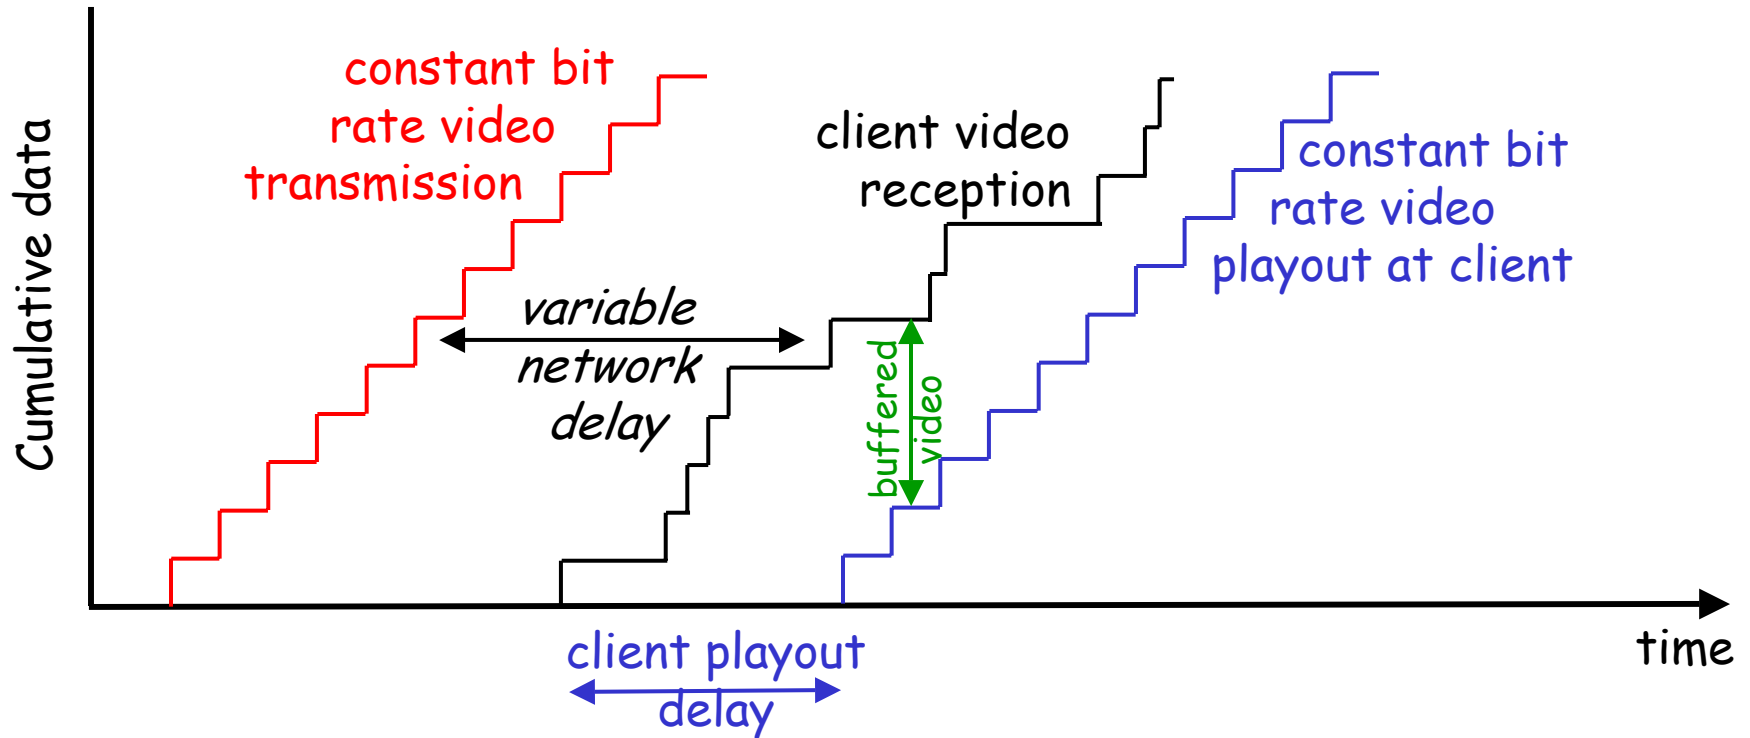 constant bit
rate video
transmission
client video
reception
constant bit
rate video
playout at client
Cumulative data
variable
network
delay
buffered
video
time
client playout
delay